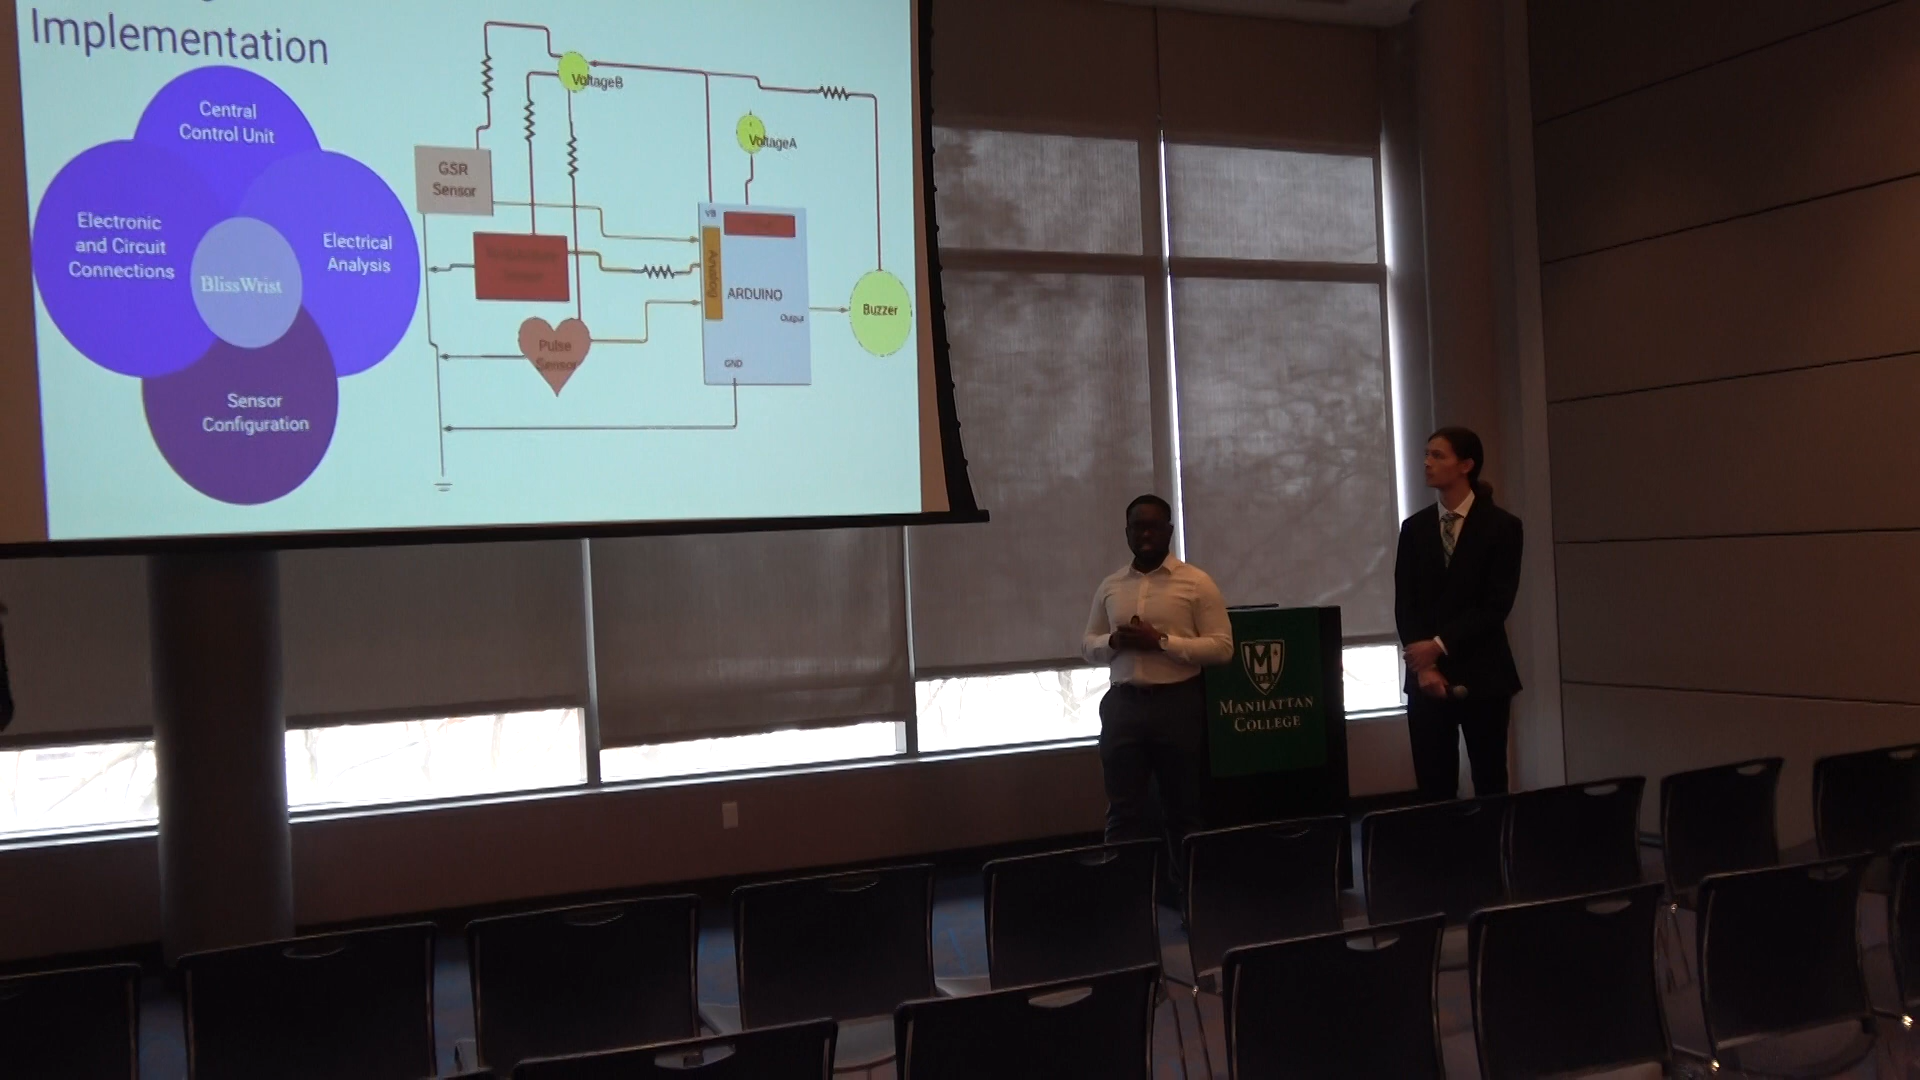 Implementation
Central
Control Unit
Electronic
and Circuit
Connections
BlissWrist
Electrical
Analysis
Sensor
Configuration
VoltageB
VoltageA
GSR
Sensor
VB
Analog
ARDUINO
Output
GND
Buzzer
Pulse
Sensor
M
MANHATTAN
COLLEGE